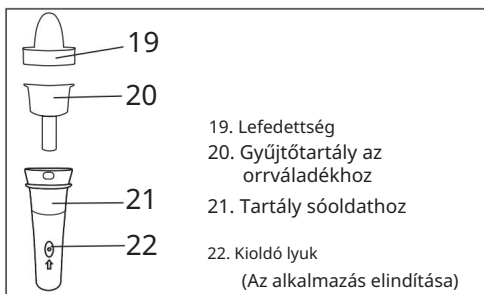 19
20
21
22
19. Lefedettség
20. Gyűjtőtartály az
orrváladékhoz
21. Tartály sóoldathoz
22. Kioldó lyuk
(Az alkalmazás elindítása)